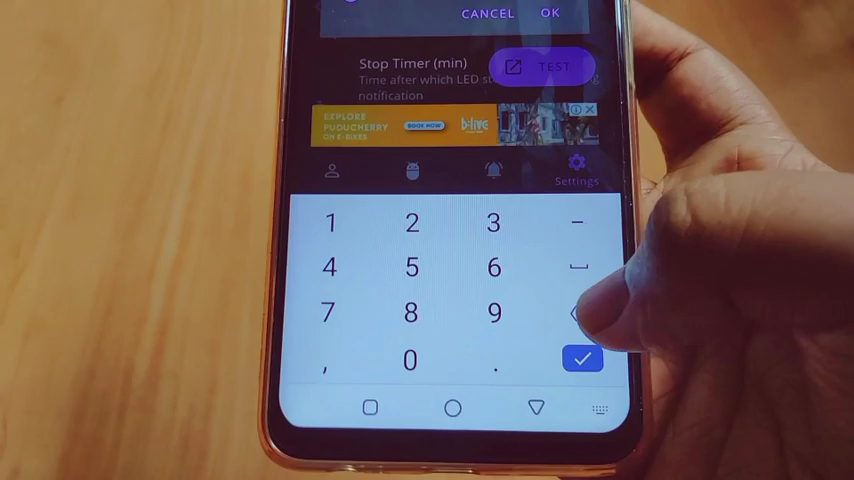 CANCEL OK
Stop Timer (min)
Time after which LED st
notification
TEST
EXPLORE
PUDUCHERRY
ON E-BIKES
BOOK NOW
b:live
Settings
1 2 3 –
4 5 6
7 8 9
, 0 .